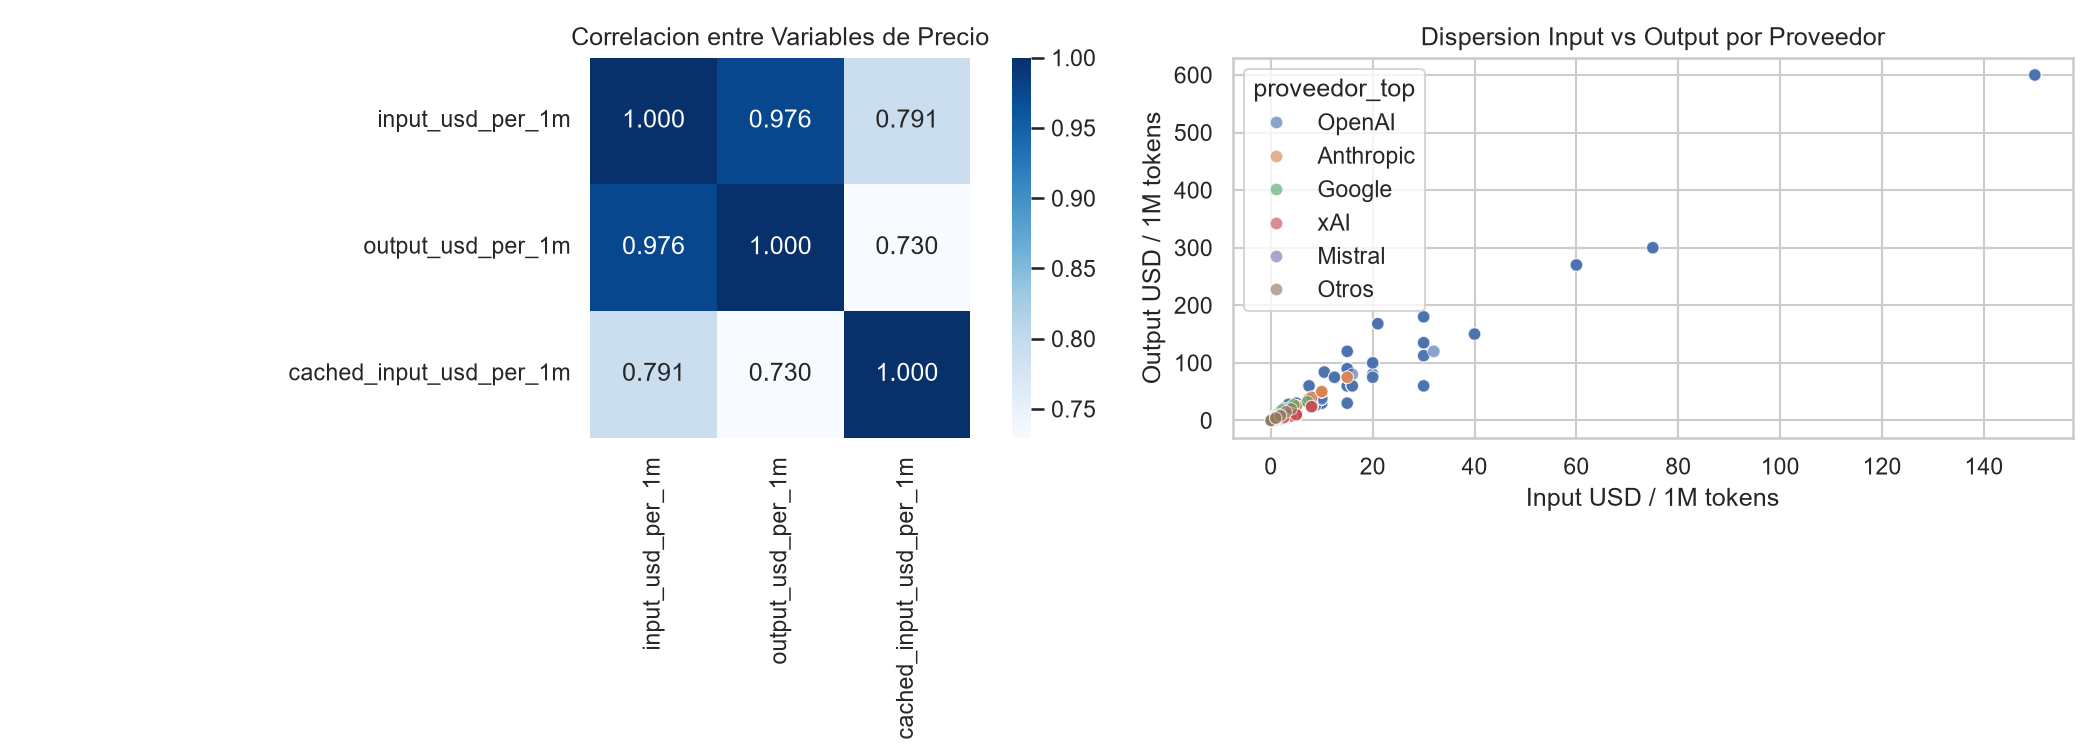 Correlacion entre Variables de Precio
input_usd_per_1m
output_usd_per_1m
cached_input_usd_per_1m
1.000 0.976 0.791
0.976 1.000 0.730
0.791 0.730 1.000
input_usd_per_1m
output_usd_per_1m
cached_input_usd_per_1m
1.00
0.95
0.90
0.85
0.80
0.75
Dispersion Input vs Output por Proveedor
Output USD / 1M tokens
600
500
400
300
200
100
0
proveedor_top
OpenAI
Anthropic
Google
xAI
Mistral
Otros
0 20 40 60 80 100 120 140
Input USD / 1M tokens